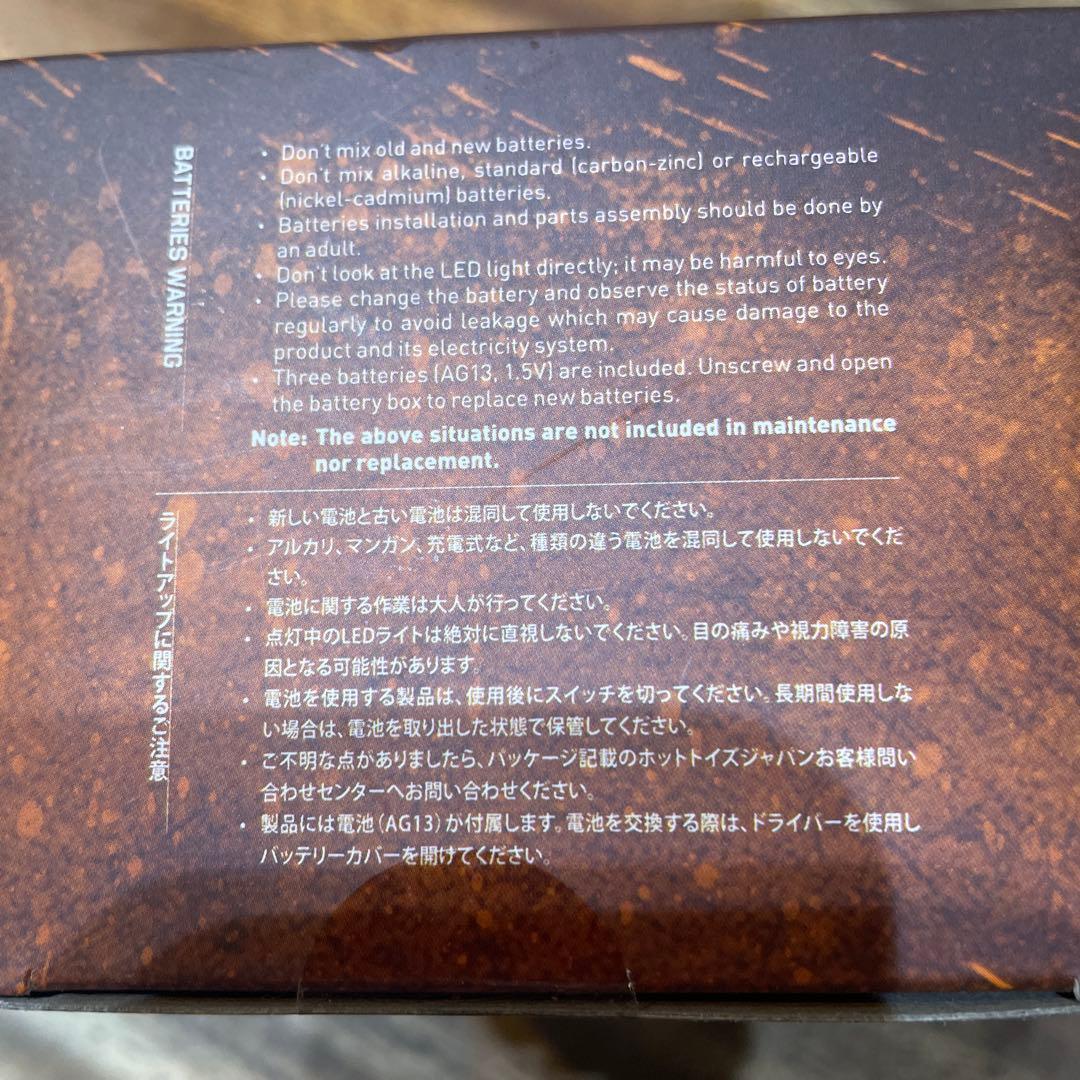 BATTERIES WARNING
• Don't mix old and new batteries.
• Don't mix alkaline, standard (carbon-zinc) or rechargeable
(nickel-cadmium) batteries.
• Batteries installation and parts assembly should be done by
an adult.
• Don't look at the LED light directly; it may be harmful to eyes.
• Please change the battery and observe the status of battery
regularly to avoid leakage which may cause damage to the
product and its electricity system.
• Three batteries (AG13, 1.5V) are included. Unscrew and open
the battery box to replace new batteries.
Note: The above situations are not included in maintenance
nor replacement.
ライトアップに関するご注意
• 新しい電池と古い電池は混同して使用しないでください。
• アルカリ、マンガン、充電式など、種類の違う電池を混同して使用しないでくだ
さい。
• 電池に関する作業は大人が行ってください。
• 点灯中のLEDライトは絶対に直視しないでください。目の痛みや視力障害の原
因となる可能性があります。
• 電池を使用する製品は、使用後にスイッチを切ってください。長期間使用しな
い場合は、電池を取り出した状態で保管してください。
• ご不明な点がありましたら、パッケージ記載のホットトイズジャパンお客様問い
合わせセンターへお問い合わせください。
• 製品には電池(AG13)が付属します。電池を交換する際は、ドライバーを使用し
バッテリーカバーを開けてください。